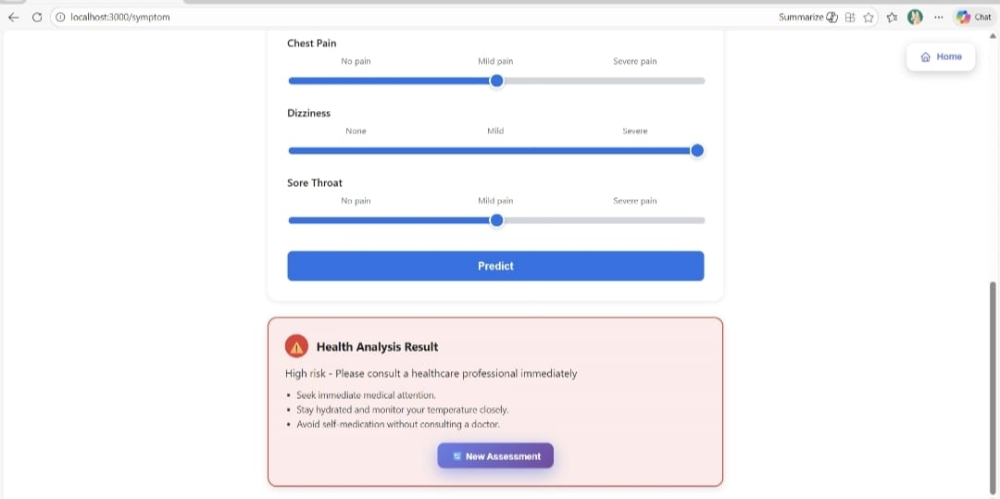 localhost:3000/symptom
Summarize
Chat
Home
Chest Pain
No pain Mild pain Severe pain
Dizziness
None Mild Severe
Sore Throat
No pain Mild pain Severe pain
Predict
Health Analysis Result
High risk - Please consult a healthcare professional immediately
• Seek immediate medical attention.
• Stay hydrated and monitor your temperature closely.
• Avoid self-medication without consulting a doctor.
New Assessment